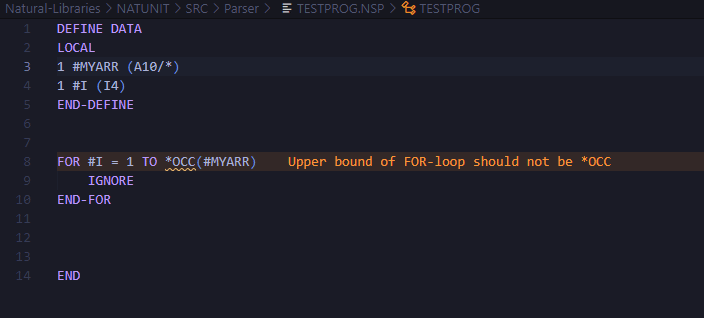 Natural-Libraries > NATUNIT > SRC > Parser > TESTPROG.NSP > TESTPROG
1 DEFINE DATA
2 LOCAL
3 1 #MYARR (A10/*)
4 1 #I (I4)
5 END-DEFINE
6
7
8 FOR #I = 1 TO *OCC(#MYARR) Upper bound of FOR-loop should not be *OCC
9 IGNORE
10 END-FOR
11
12
13
14 END